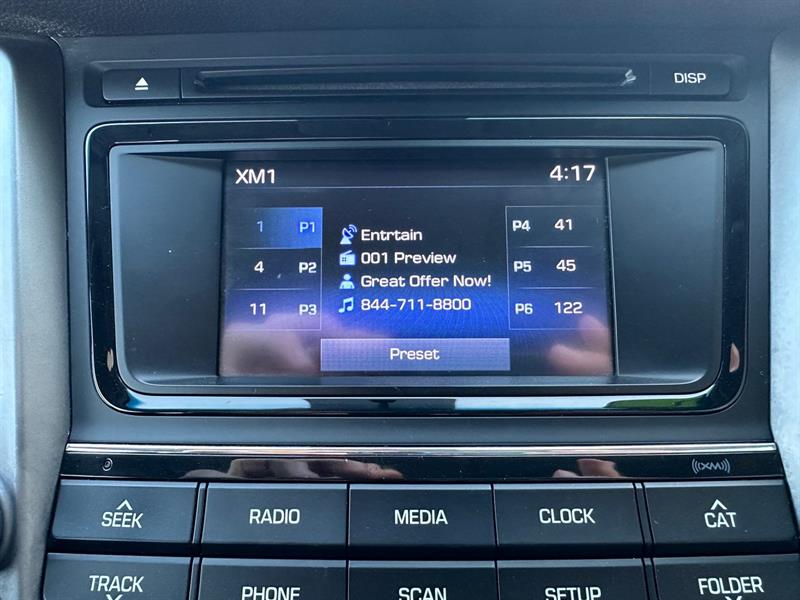 DISP
XM1 4:17
1 P1
4 P2
11 P3
Entrtain
001 Preview
Great Offer Now!
844-711-8800
P4 41
P5 45
P6 122
Preset
XM
SEEK RADIO MEDIA CLOCK CAT
TRACK PHONE SCAN SETUP FOLDER